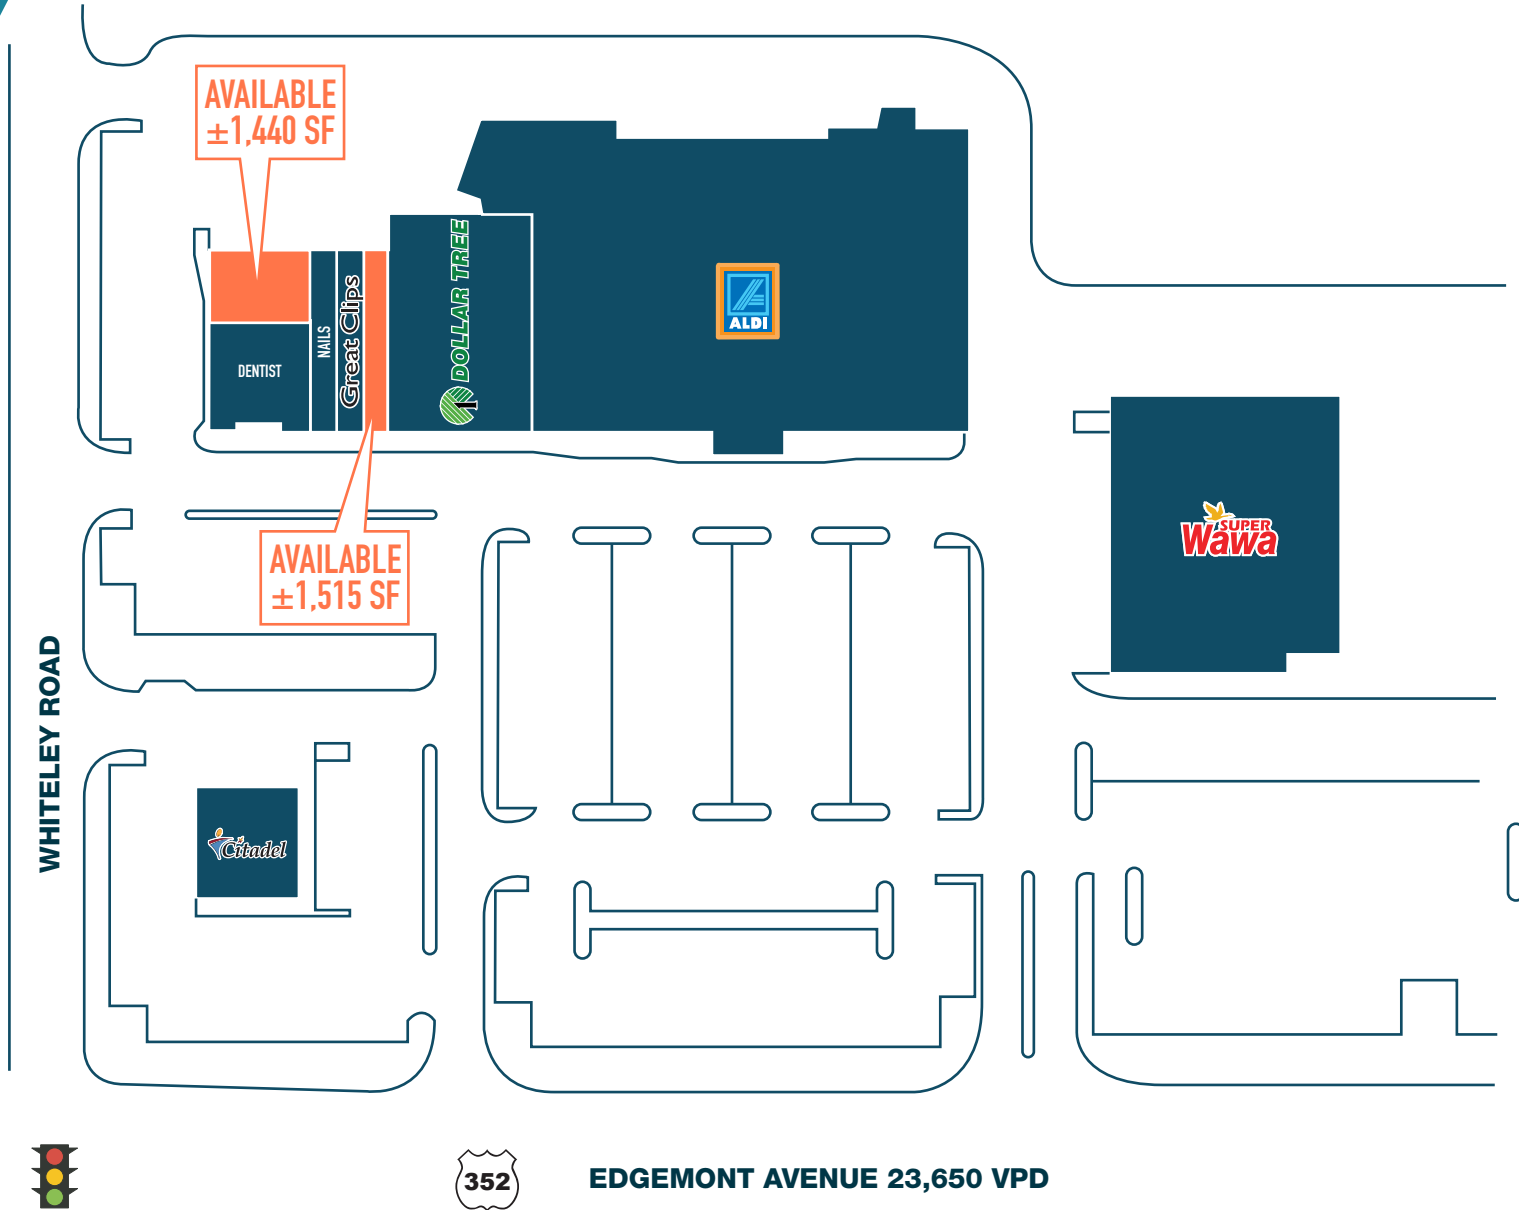 AVAILABLE
±1,440 SF
DENTIST
NAILS
Great Clips
DOLLAR TREE
ALDI
AVAILABLE
±1,515 SF
SUPER
Wawa
WHITELEY ROAD
Citadel
352
EDGEMONT AVENUE 23,650 VPD